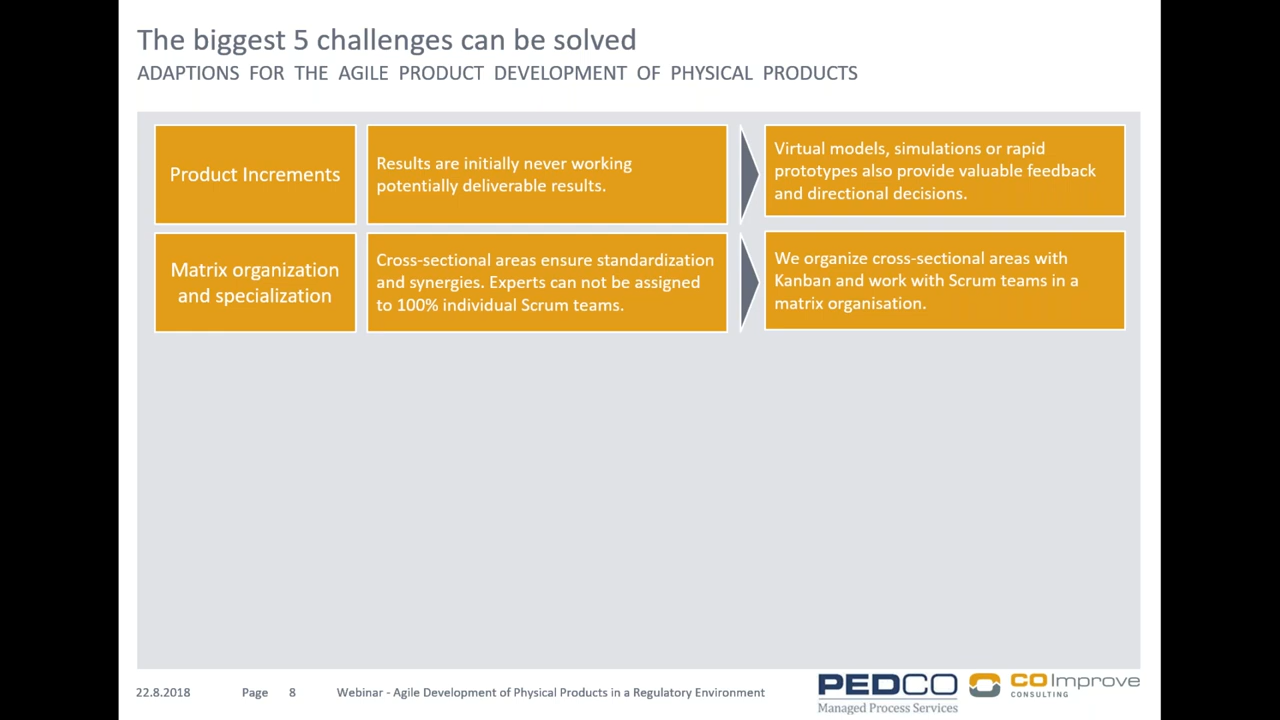 The biggest 5 challenges can be solved
ADAPTIONS FOR THE AGILE PRODUCT DEVELOPMENT OF PHYSICAL PRODUCTS
Product Increments
Results are initially never working
potentially deliverable results.
Virtual models, simulations or rapid
prototypes also provide valuable feedback
and directional decisions.
Matrix organization
and specialization
Cross-sectional areas ensure standardization
and synergies. Experts can not be assigned
to 100% individual Scrum teams.
We organize cross-sectional areas with
Kanban and work with Scrum teams in a
matrix organisation.
22.8.2018 Page 8 Webinar - Agile Development of Physical Products in a Regulatory Environment
PEDCO
Managed Process Services
COImprove
CONSULTING